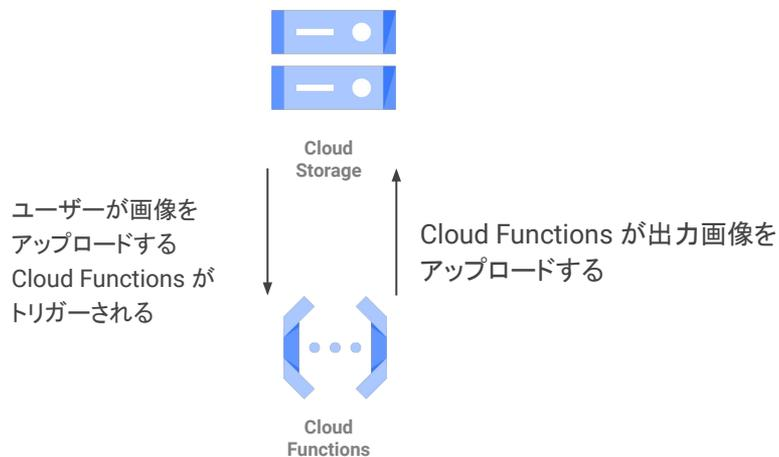 Cloud
Storage
ユーザーが画像を
アップロードする
Cloud Functions が
トリガーされる
Cloud Functions が出力画像を
アップロードする
Cloud
Functions